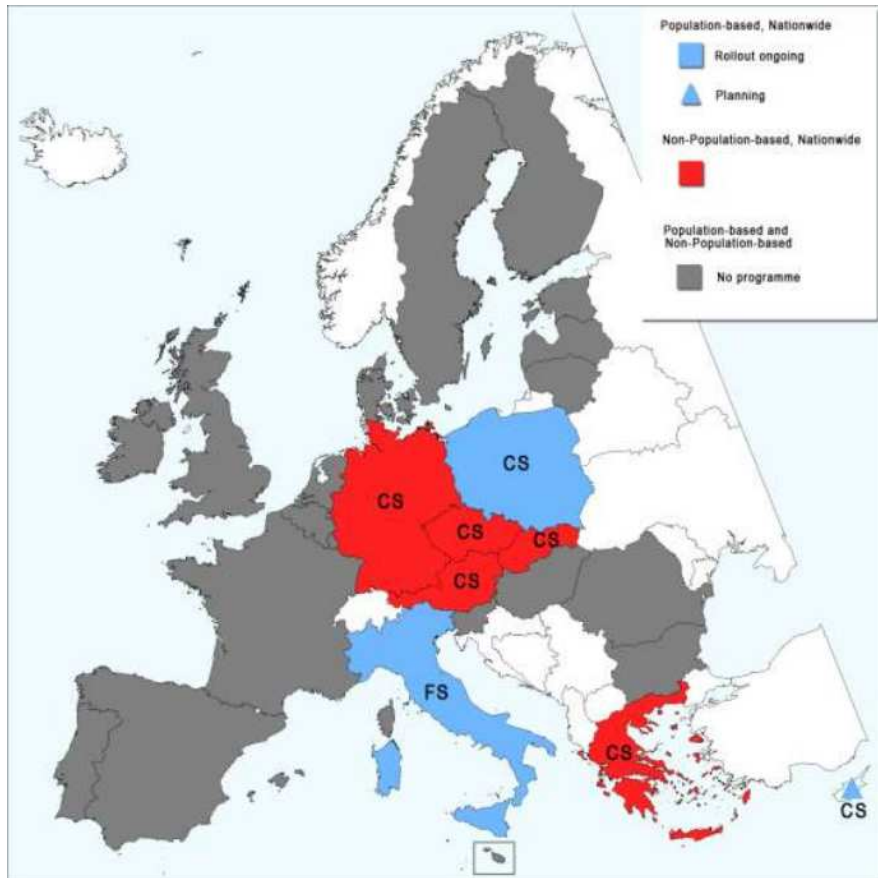 Population-based, Nationwide
Rollout ongoing
Planning
Non-Population-based, Nationwide
Population-based and
Non-Population-based
No programme
CS
CS
CS
CS
CS
FS
CS
CS